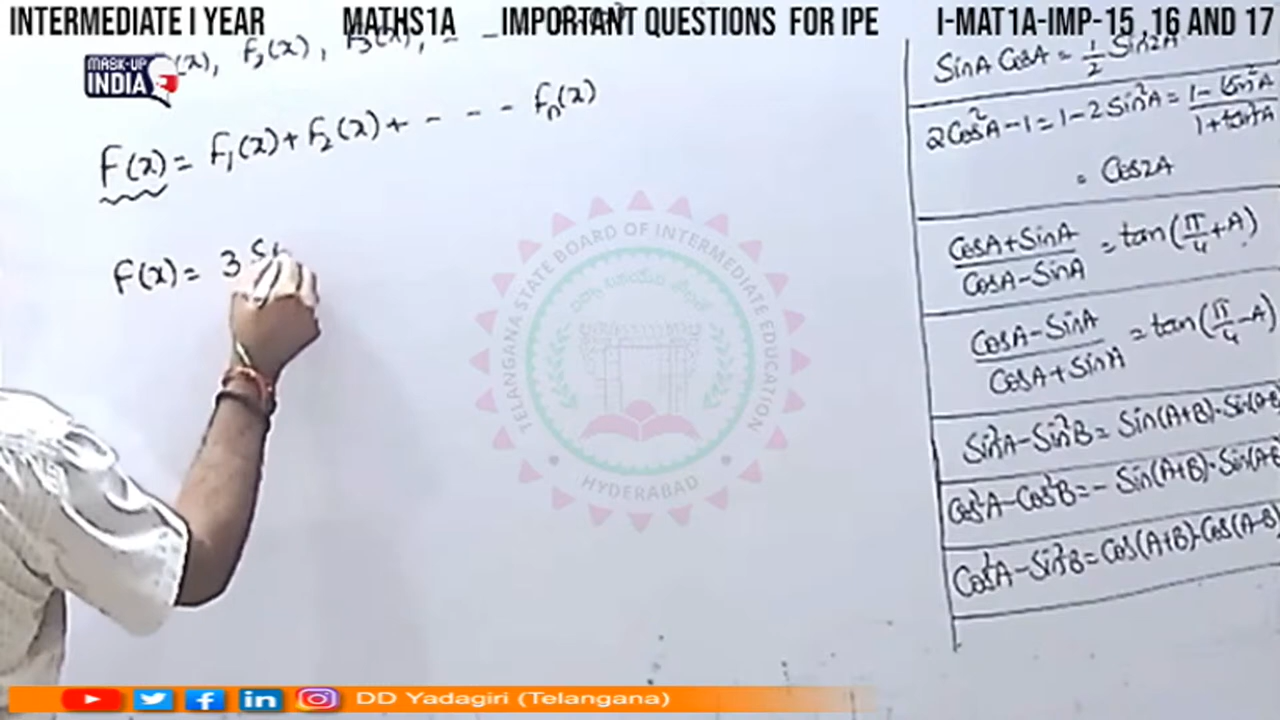 INTERMEDIATE I YEAR MATHS1A IMPORTANT QUESTIONS FOR IPE I-MAT1A-IMP-15, 16 AND 17
MASK-UP
INDIA
(x), f₂(x), f₃(x), - -
F(x) = f₁(x) + f₂(x) + - - - - fₙ(x)
f(x) = 3 Si
SinA CosA = 1/2 Sin2A
2Cos²A - 1 = 1 - 2 Sin²A = (1 - tan²A)/(1 + tan²A)
= Cos2A
(CosA + SinA)/(CosA - SinA) = tan(π/4 + A)
(CosA - SinA)/(CosA + SinA) = tan(π/4 - A)
Sin²A - Sin²B = Sin(A+B)·Sin(A-B
Cos²A - Cos²B = - Sin(A+B)·Sin(A-B
Cos²A - Sin²B = Cos(A+B)·Cos(A-B)
TELANGANA STATE BOARD OF INTERMEDIATE EDUCATION
HYDERABAD
DD Yadagiri (Telangana)